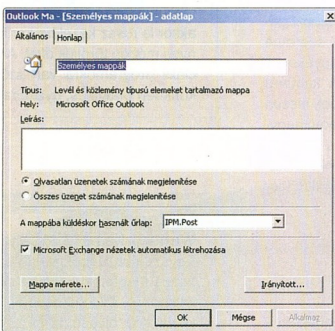 Outlook Ma - [Személyes mappák] - adatlap
Általános Honlap
Személyes mappák
Típus: Levél és közlemény típusú elemeket tartalmazó mappa
Hely: Microsoft Office Outlook
Leírás:
Olvasatlan üzenetek számának megjelenítése
Összes üzenet számának megjelenítése
A mappába küldéskor használt űrlap: IPM.Post
Microsoft Exchange nézetek automatikus létrehozása
Mappa mérete... Irányított...
OK Mégse Alkalmaz